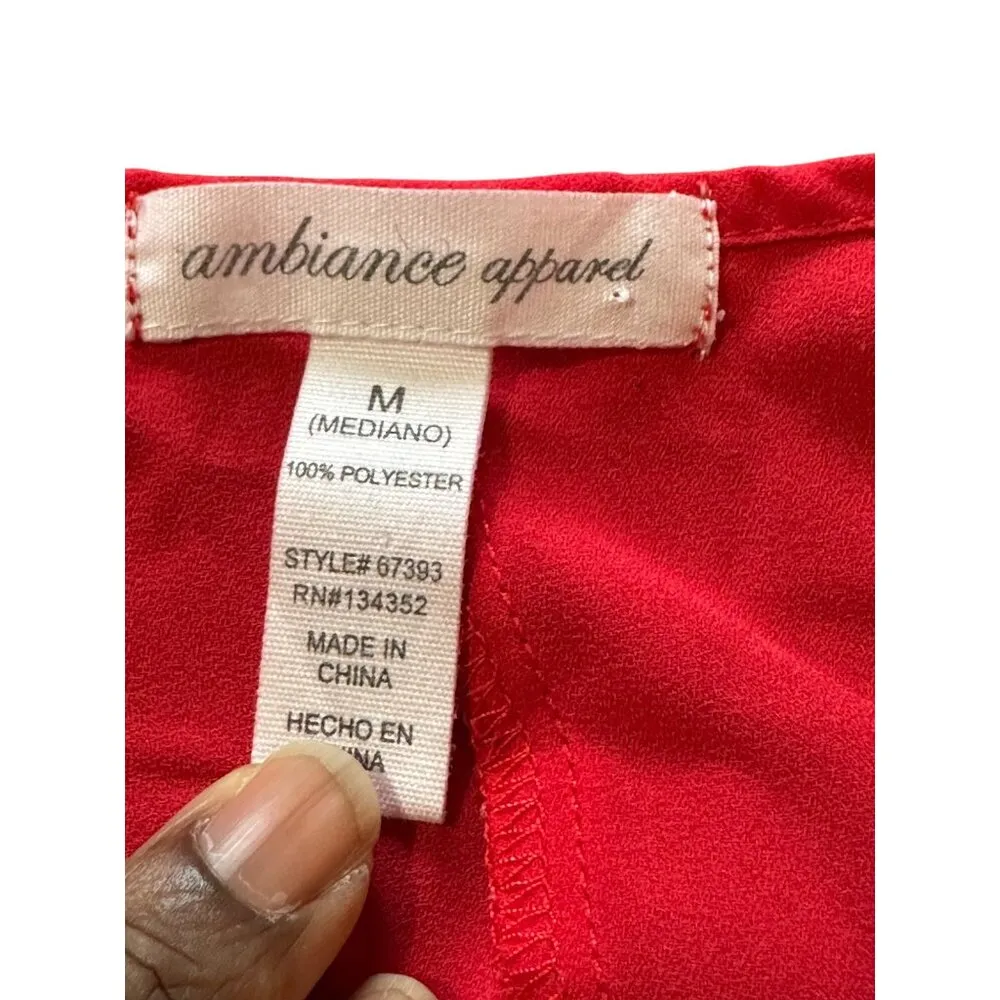 ambiance apparel
M
(MEDIANO)
100% POLYESTER
STYLE# 67393
RN#134352
MADE IN
CHINA
HECHO EN